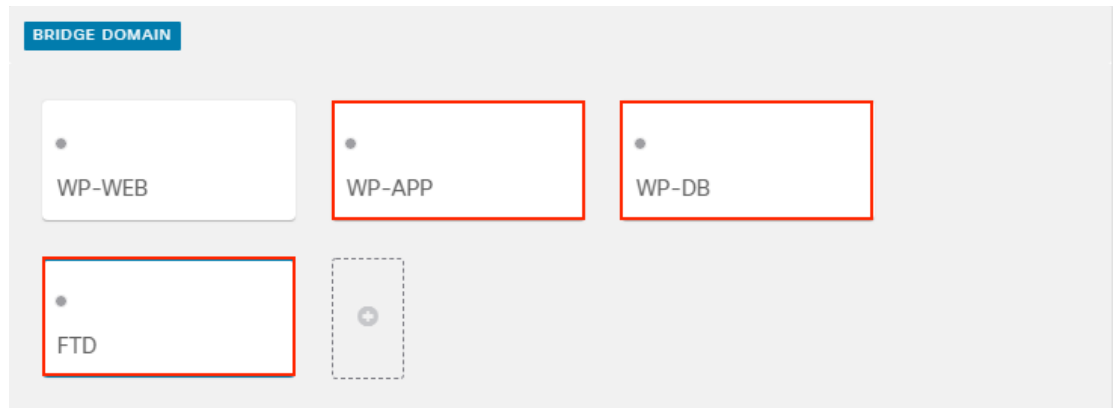 BRIDGE DOMAIN
WP-WEB
WP-APP
WP-DB
FTD